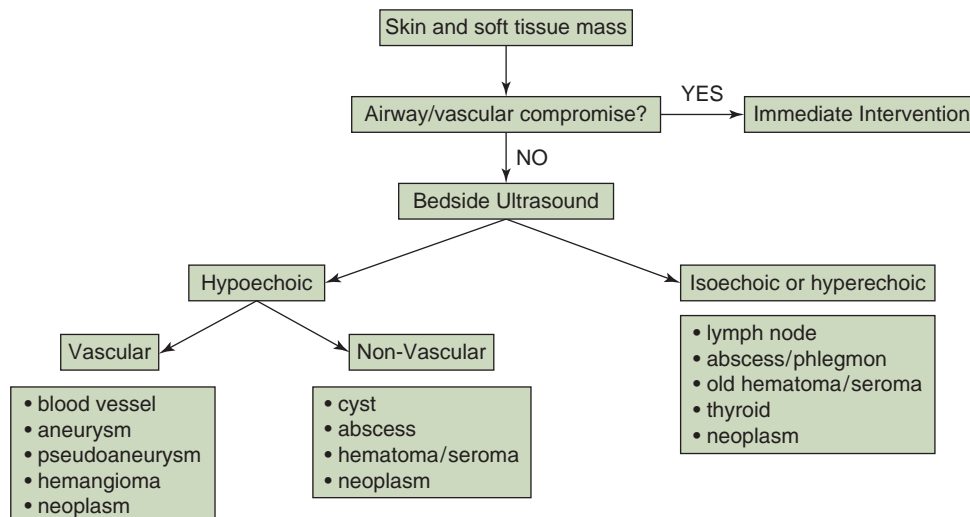 Skin and soft tissue mass
Airway/vascular compromise?
YES
Immediate Intervention
NO
Bedside Ultrasound
Hypoechoic
Isoechoic or hyperechoic
Vascular
Non-Vascular
• blood vessel
• aneurysm
• pseudoaneurysm
• hemangioma
• neoplasm
• cyst
• abscess
• hematoma/seroma
• neoplasm
• lymph node
• abscess/phlegmon
• old hematoma/seroma
• thyroid
• neoplasm